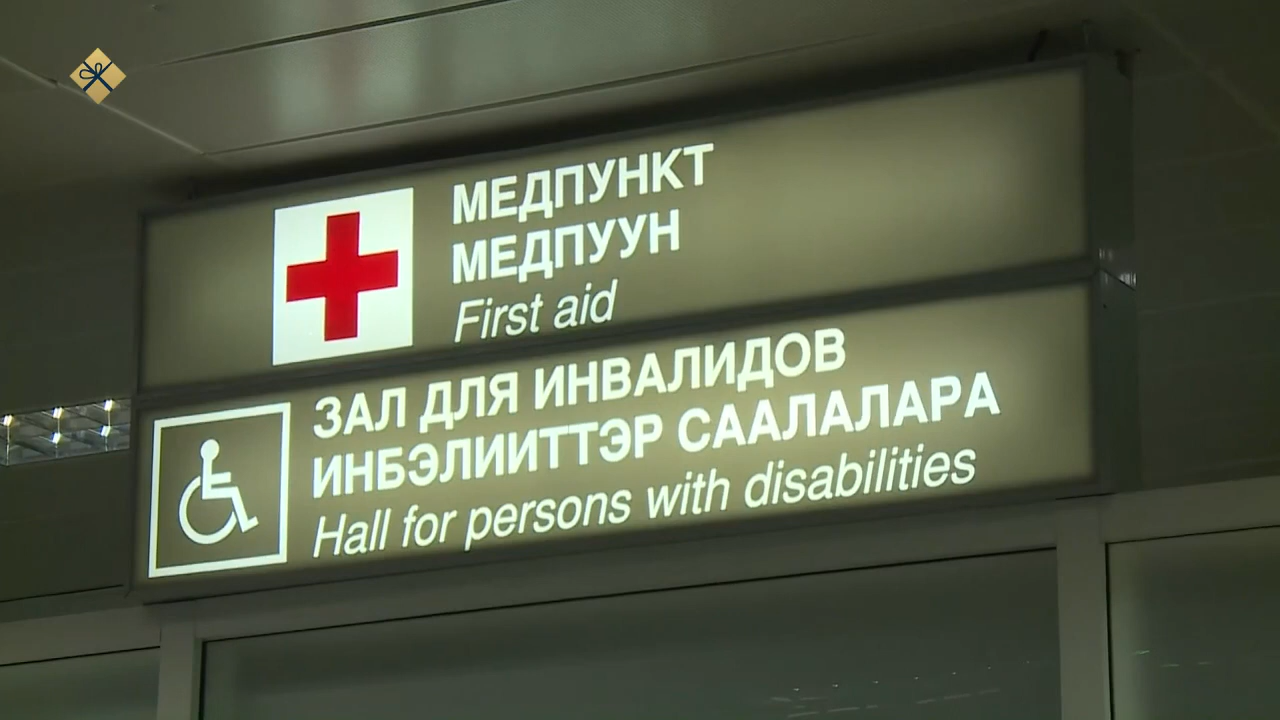 МЕДПУНКТ
МЕДПУУН
First aid
ЗАЛ ДЛЯ ИНВАЛИДОВ
ИНБЭЛИИТТЭР СААЛАЛАРА
Hall for persons with disabilities